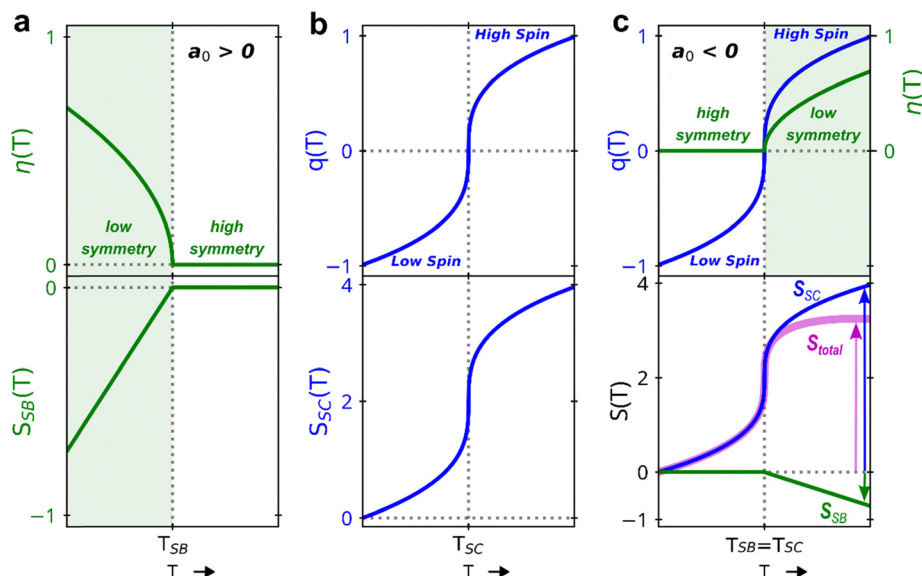 a
1
a₀ > 0
η(T)
low symmetry
high symmetry
0
0
S_SB(T)
−1
T_SB
T →
b
1
High Spin
q(T)
0
Low Spin
−1
4
S_SC(T)
2
0
T_SC
T →
c
1
a₀ < 0
High Spin
1
η(T)
high symmetry
low symmetry
q(T)
0
0
Low Spin
−1
S_SC
4
S_total
S(T)
2
0
S_SB
−1
T_SB=T_SC
T →